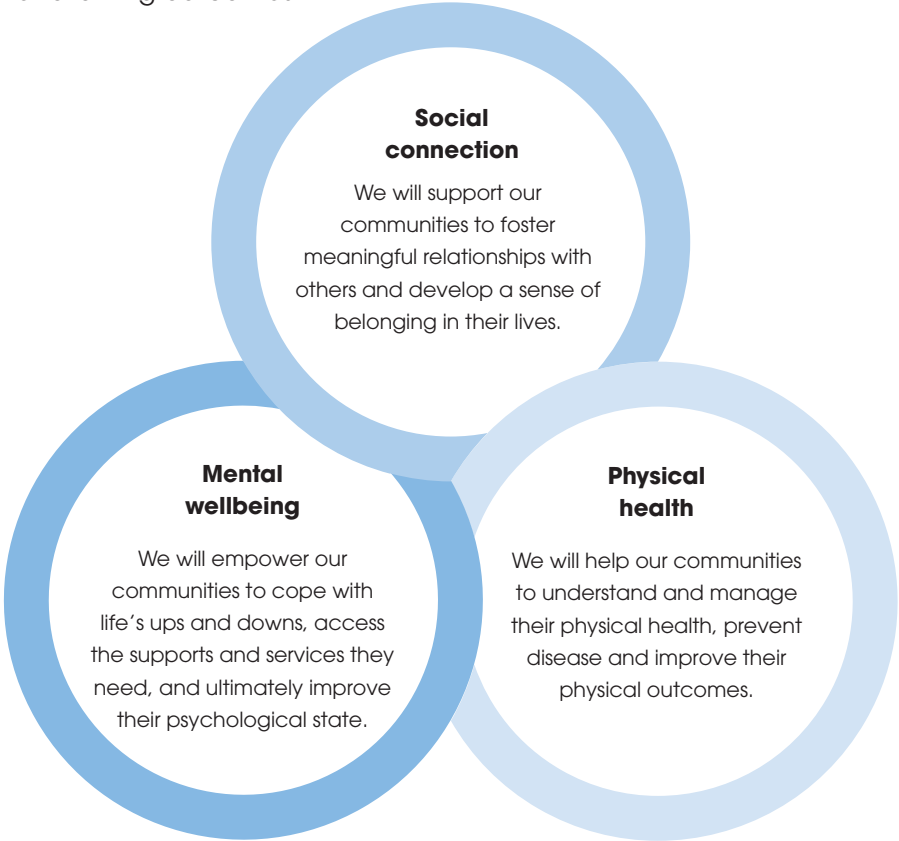 Social
connection
We will support our
communities to foster
meaningful relationships with
others and develop a sense of
belonging in their lives.
Mental
wellbeing
We will empower our
communities to cope with
life’s ups and downs, access
the supports and services they
need, and ultimately improve
their psychological state.
Physical
health
We will help our communities
to understand and manage
their physical health, prevent
disease and improve their
physical outcomes.